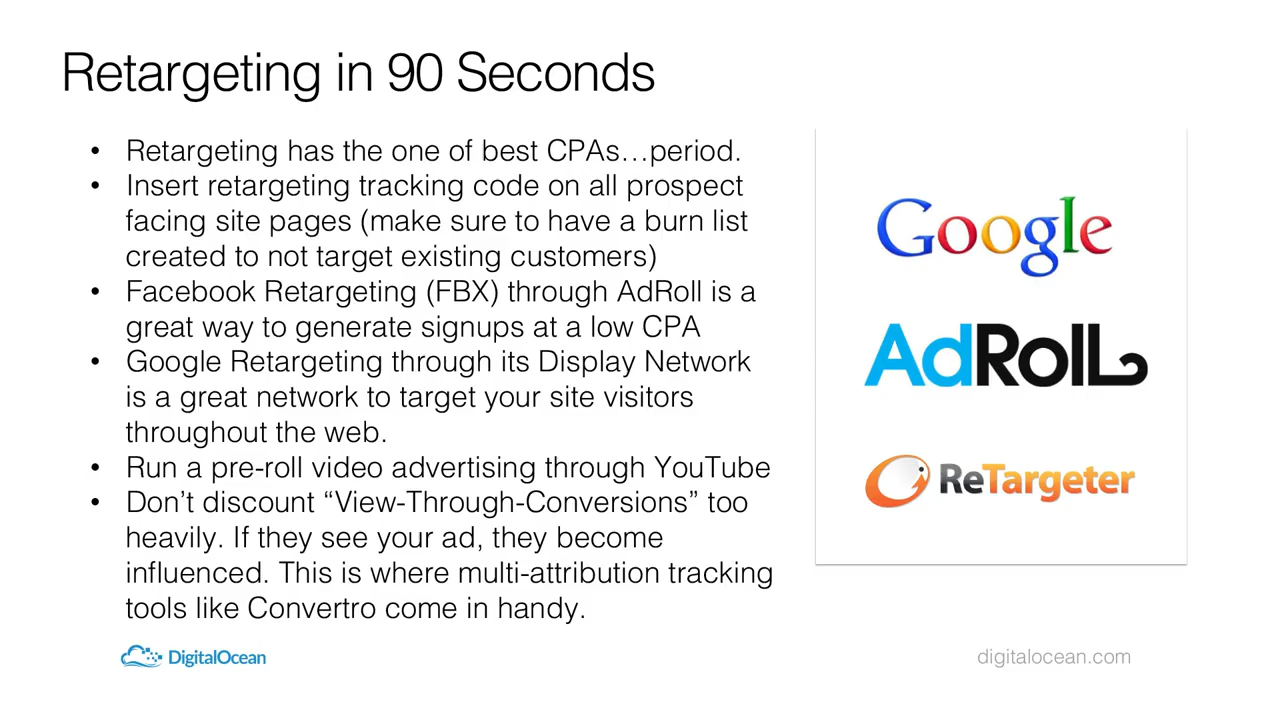 Retargeting in 90 Seconds
• Retargeting has the one of best CPAs…period.
• Insert retargeting tracking code on all prospect
facing site pages (make sure to have a burn list
created to not target existing customers)
• Facebook Retargeting (FBX) through AdRoll is a
great way to generate signups at a low CPA
• Google Retargeting through its Display Network
is a great network to target your site visitors
throughout the web.
• Run a pre-roll video advertising through YouTube
• Don’t discount “View-Through-Conversions” too
heavily. If they see your ad, they become
influenced. This is where multi-attribution tracking
tools like Convertro come in handy.
Google
AdRoll
ReTargeter
DigitalOcean
digitalocean.com